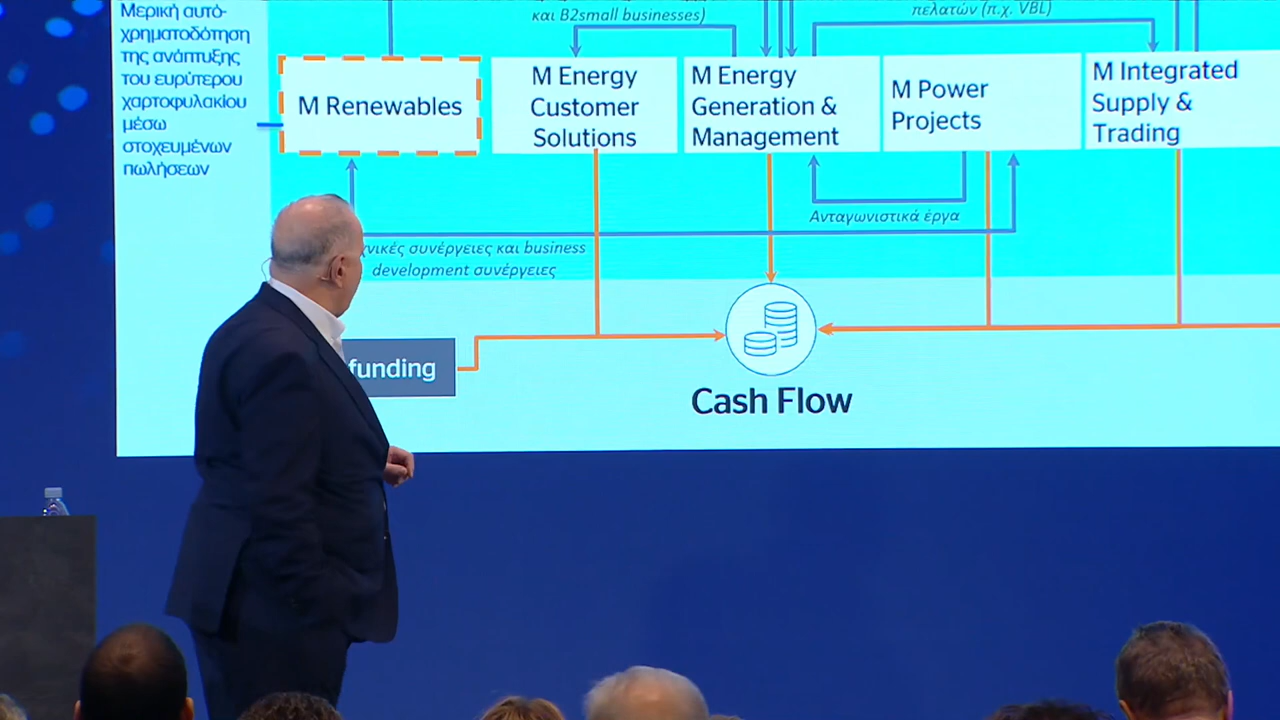 Μερική αυτό-
χρηματοδότηση
της ανάπτυξης
του ευρύτερου
χαρτοφυλακίου
μέσω
στοχευμένων
πωλήσεων
και B2small businesses)
πελατών (π.χ. VBL)
M Renewables
M Energy
Customer
Solutions
M Energy
Generation &
Management
M Power
Projects
M Integrated
Supply &
Trading
Ανταγωνιστικά έργα
συνέργειες και business
development συνέργειες
funding
Cash Flow